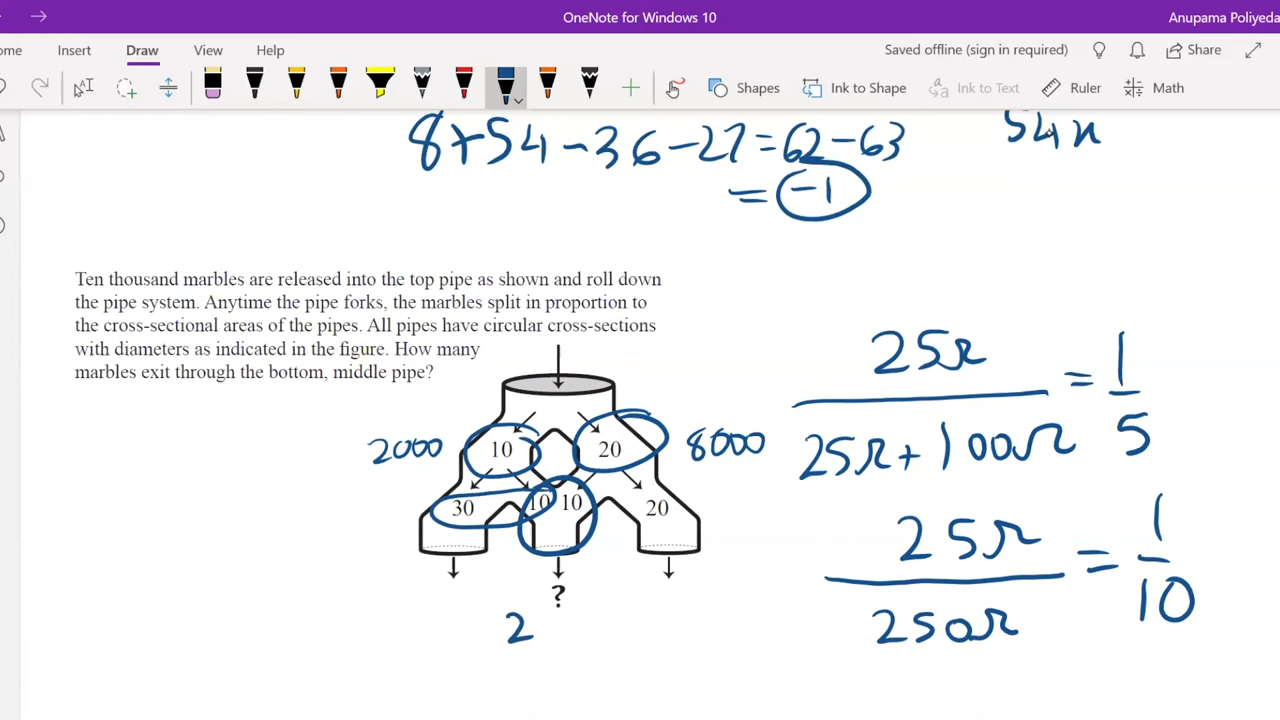 OneNote for Windows 10
Anupama Poliyeda
ome Insert Draw View Help
Saved offline (sign in required) Share
Shapes Ink to Shape Ink to Text Ruler Math
8+54-36-27=62-63
54x
= -1
Ten thousand marbles are released into the top pipe as shown and roll down
the pipe system. Anytime the pipe forks, the marbles split in proportion to
the cross-sectional areas of the pipes. All pipes have circular cross-sections
with diameters as indicated in the figure. How many
marbles exit through the bottom, middle pipe?
2000 10 20 8000
30 10 10 20
?
2
25π
= 1
25π+100π 5
25π
= 1
250π 10